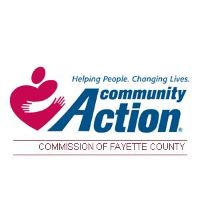 Helping People. Changing Lives.
community
Action®
COMMISSION OF FAYETTE COUNTY